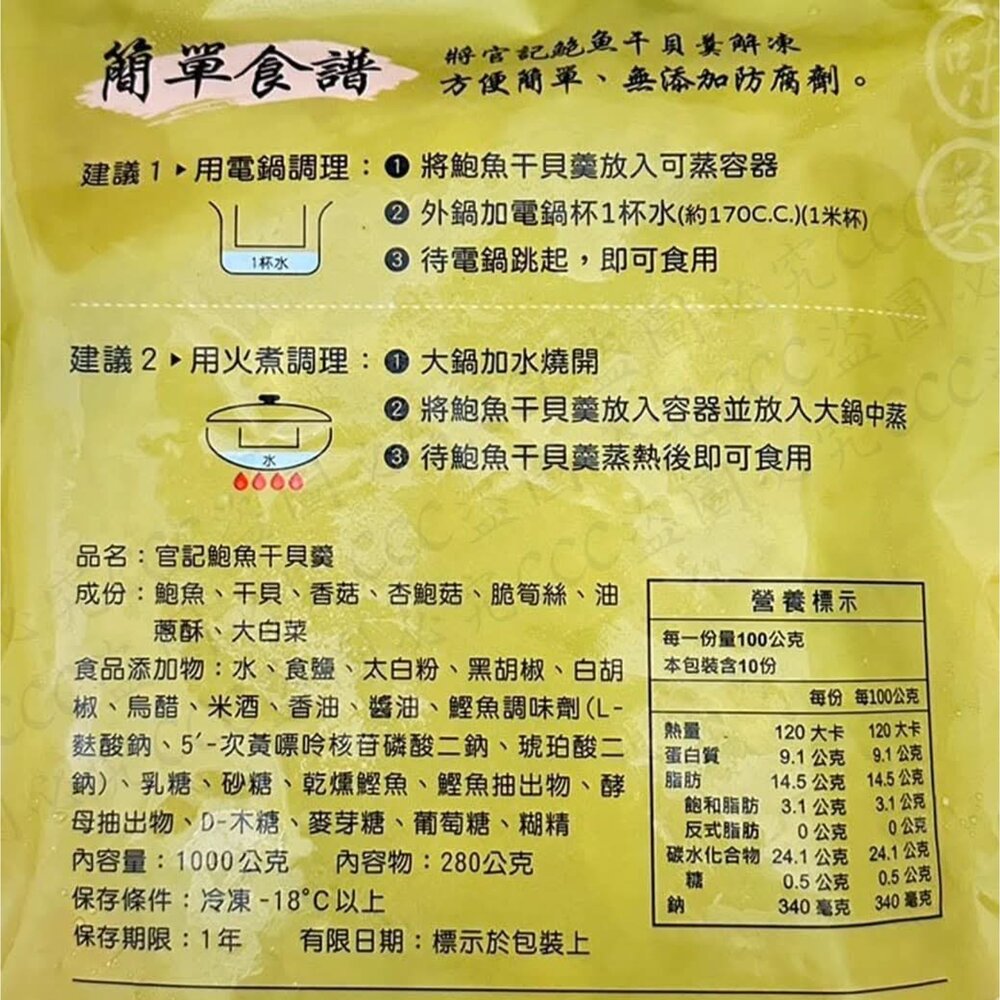 簡單食譜
將官記鮑魚干貝羹解凍
方便簡單、無添加防腐劑。
建議1▸用電鍋調理：❶將鮑魚干貝羹放入可蒸容器
❷外鍋加電鍋杯1杯水(約170C.C.)(1米杯)
1杯水
❸待電鍋跳起，即可食用
建議2▸用火煮調理：❶大鍋加水燒開
❷將鮑魚干貝羹放入容器並放入大鍋中蒸
水
❸待鮑魚干貝羹蒸熱後即可食用
品名：官記鮑魚干貝羹
成份：鮑魚、干貝、香菇、杏鮑菇、脆筍絲、油
蔥酥、大白菜
食品添加物：水、食鹽、太白粉、黑胡椒、白胡
椒、烏醋、米酒、香油、醬油、鰹魚調味劑(L-
麩酸鈉、5′-次黃嘌呤核苷磷酸二鈉、琥珀酸二
鈉)、乳糖、砂糖、乾燻鰹魚、鰹魚抽出物、酵
母抽出物、D-木糖、麥芽糖、葡萄糖、糊精
內容量：1000公克 內容物：280公克
保存條件：冷凍-18°C以上
保存期限：1年 有限日期：標示於包裝上
營養標示
每一份量100公克
本包裝含10份
每份 每100公克
熱量 120大卡 120大卡
蛋白質 9.1公克 9.1公克
脂肪 14.5公克 14.5公克
飽和脂肪 3.1公克 3.1公克
反式脂肪 0公克 0公克
碳水化合物 24.1公克 24.1公克
糖 0.5公克 0.5公克
鈉 340毫克 340毫克